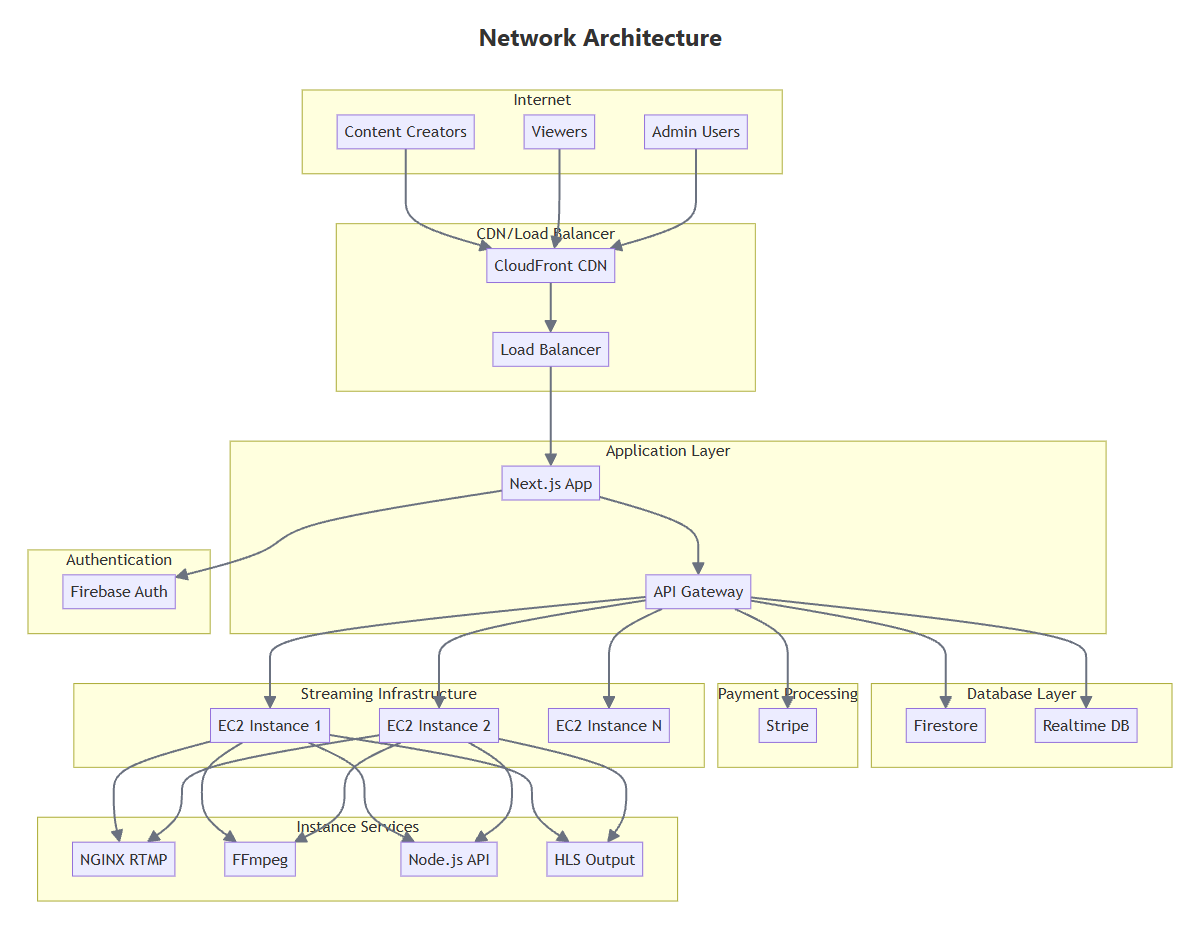 Network Architecture
Internet
Content Creators
Viewers
Admin Users
CDN/Load Balancer
CloudFront CDN
Load Balancer
Application Layer
Next.js App
Authentication
Firebase Auth
API Gateway
Streaming Infrastructure
Payment Processing
Database Layer
EC2 Instance 1
EC2 Instance 2
EC2 Instance N
Stripe
Firestore
Realtime DB
Instance Services
NGINX RTMP
FFmpeg
Node.js API
HLS Output